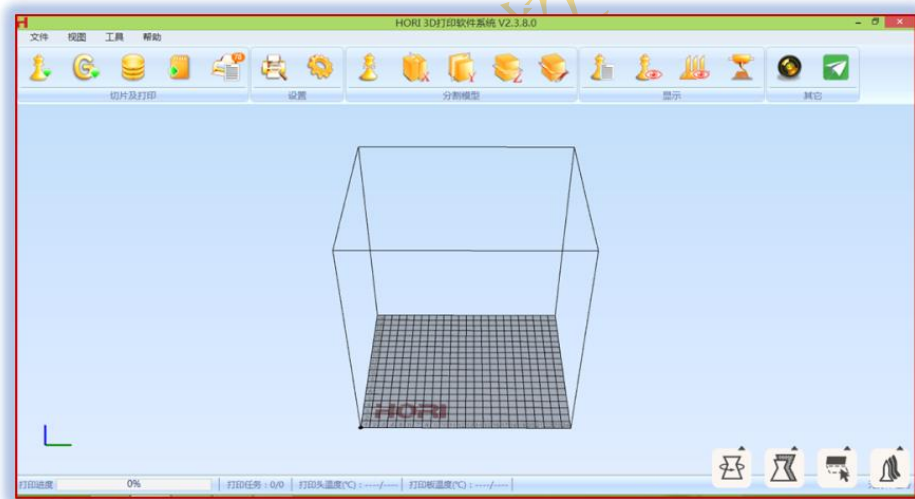 HORI 3D打印软件系统 V2.3.8.0
文件 视图 工具 帮助
切片及打印 设置 分割模型 显示 其它
X Y Z
HORI
打印进度 0% 打印任务：0/0 打印头温度(℃)：----/---- 打印板温度(℃)：----/----